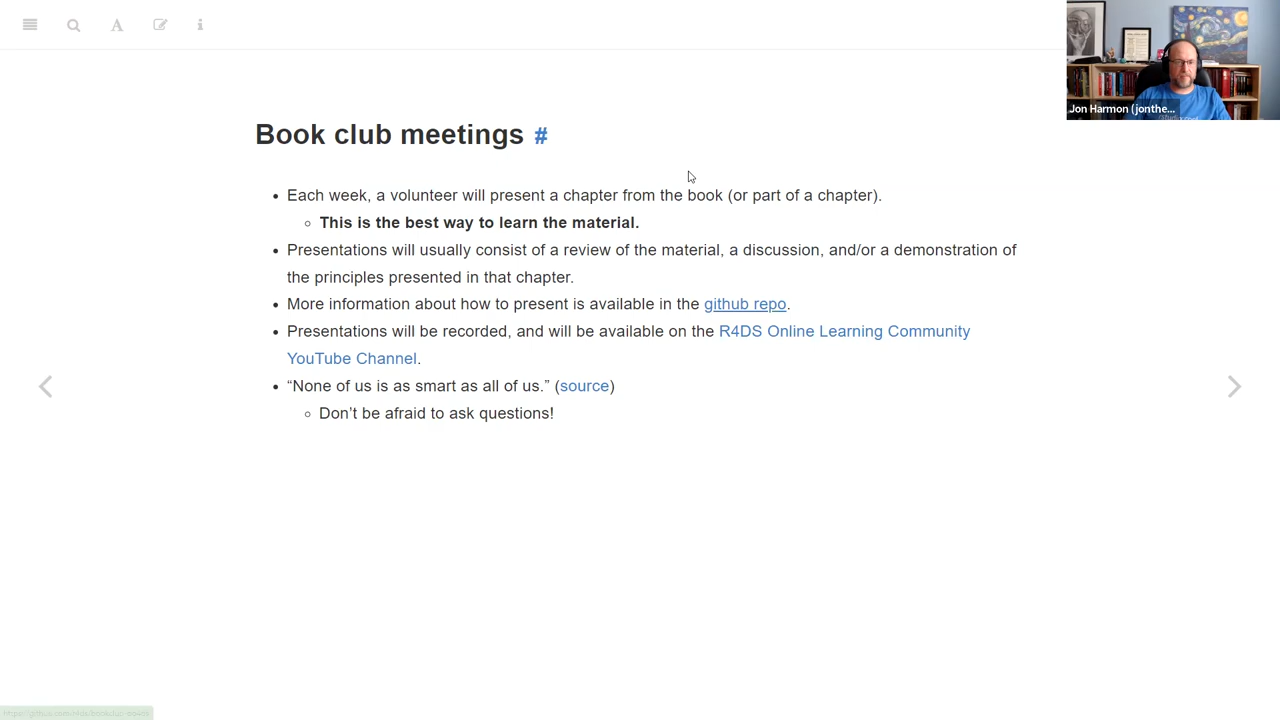 Jon Harmon (jonthe...
Book club meetings #
Each week, a volunteer will present a chapter from the book (or part of a chapter).
This is the best way to learn the material.
Presentations will usually consist of a review of the material, a discussion, and/or a demonstration of
the principles presented in that chapter.
More information about how to present is available in the github repo.
Presentations will be recorded, and will be available on the R4DS Online Learning Community
YouTube Channel.
“None of us is as smart as all of us.” (source)
Don’t be afraid to ask questions!